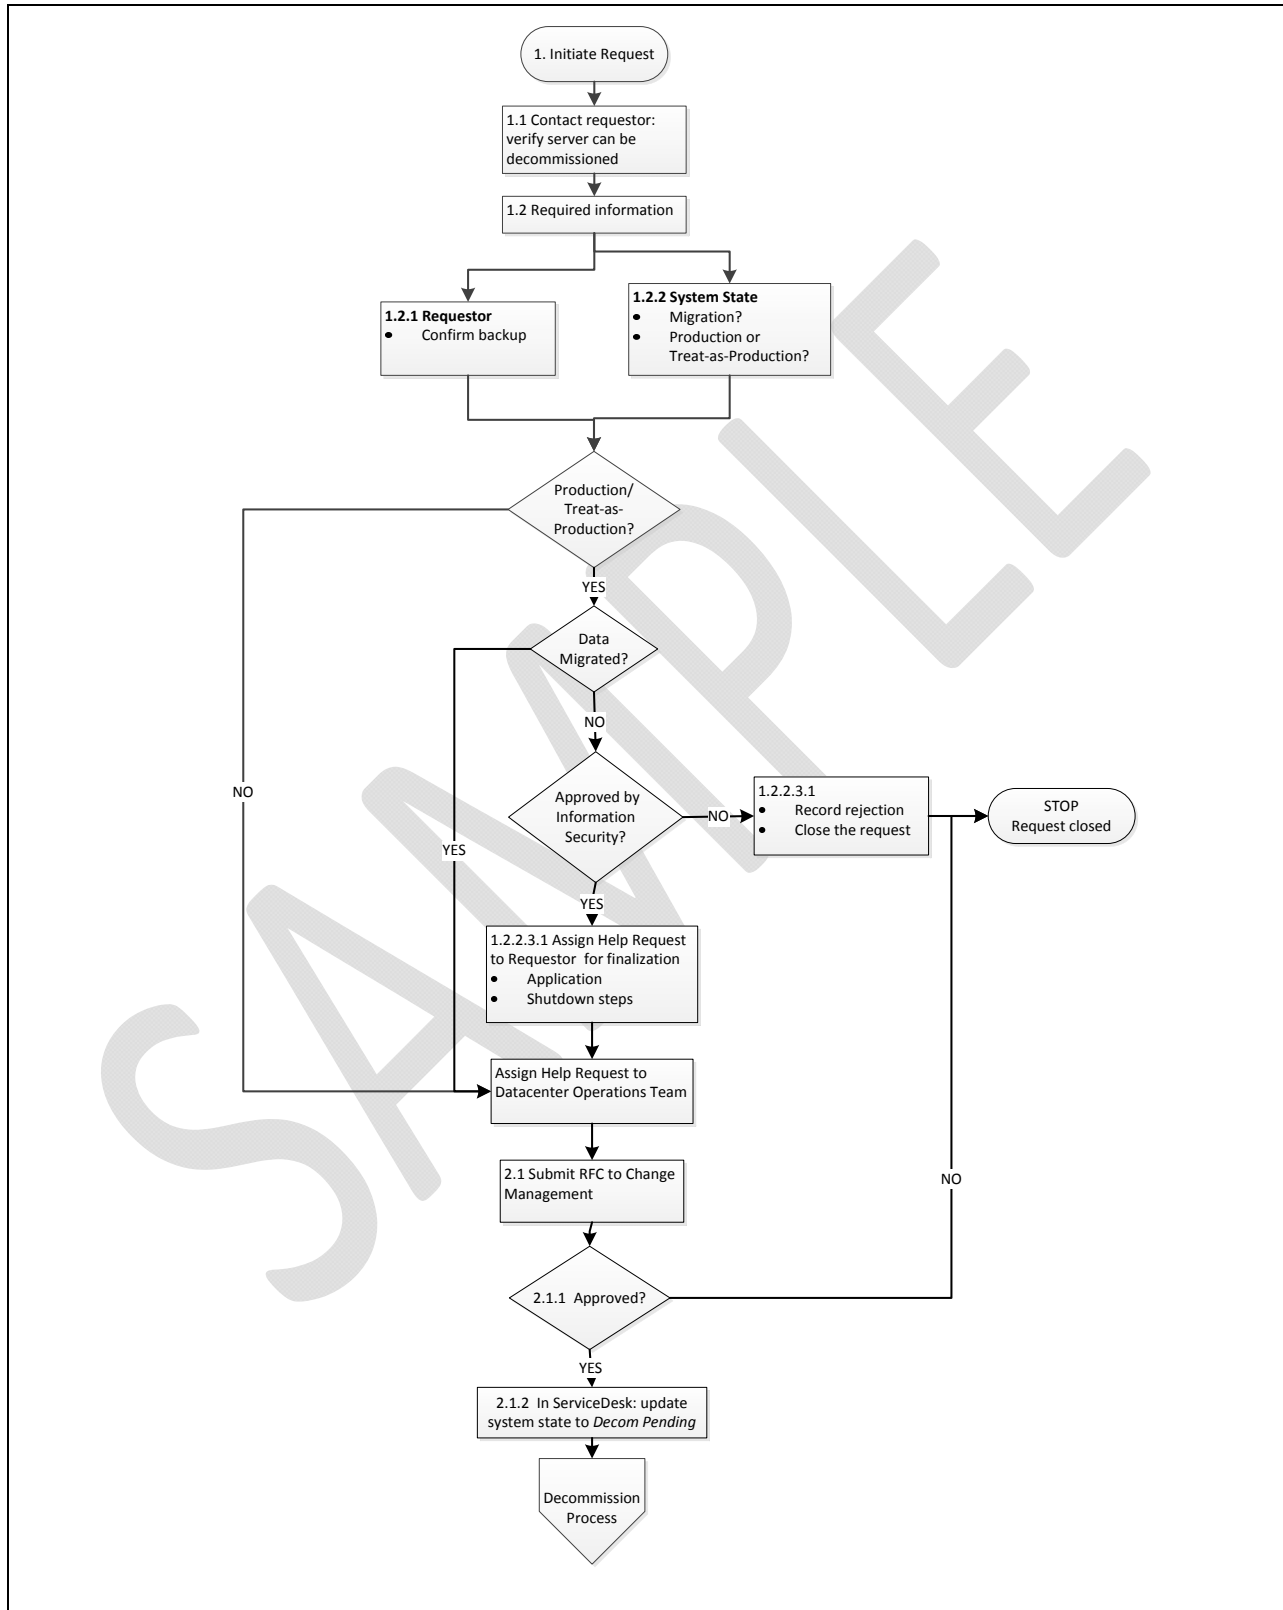 1. Initiate Request
1.1 Contact requestor:
verify server can be
decommissioned
1.2 Required information
1.2.1 Requestor
● Confirm backup
1.2.2 System State
● Migration?
● Production or
Treat-as-Production?
Production/
Treat-as-
Production?
YES
NO
Data
Migrated?
NO
YES
Approved by
Information
Security?
NO
1.2.2.3.1
● Record rejection
● Close the request
STOP
Request closed
YES
1.2.2.3.1 Assign Help Request
to Requestor for finalization
● Application
● Shutdown steps
Assign Help Request to
Datacenter Operations Team
2.1 Submit RFC to Change
Management
NO
2.1.1 Approved?
YES
2.1.2 In ServiceDesk: update
system state to Decom Pending
Decommission
Process
SAMPLE